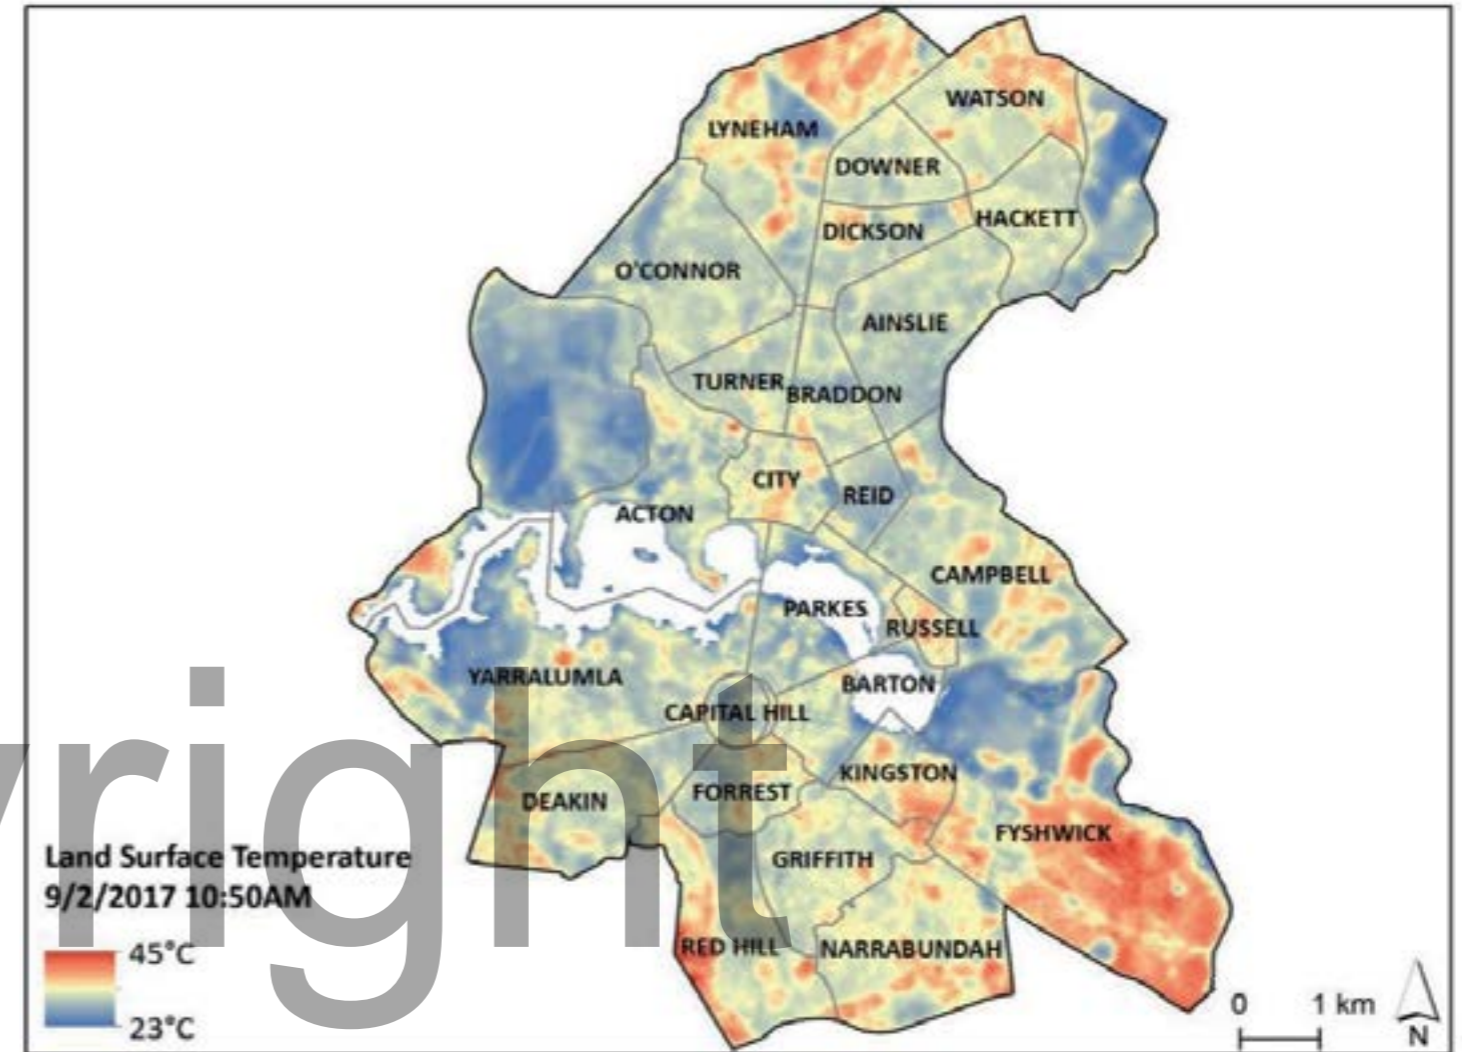 WATSON
LYNEHAM
DOWNER
HACKETT
DICKSON
O'CONNOR
AINSLIE
TURNER
BRADDON
CITY
REID
ACTON
CAMPBELL
PARKES
RUSSELL
YARRALUMLA
BARTON
CAPITAL HILL
KINGSTON
FORREST
DEAKIN
FYSHWICK
GRIFFITH
RED HILL
NARRABUNDAH
Land Surface Temperature
9/2/2017 10:50AM
45°C
23°C
0 1 km
N
yright